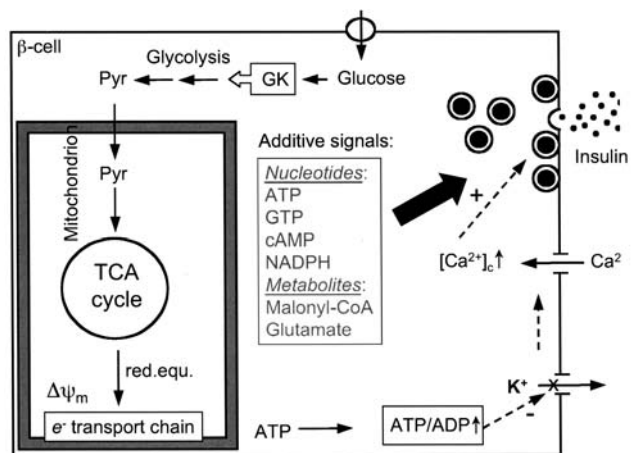 β-cell
Glycolysis
Pyr
GK
Glucose
Mitochondrion
Pyr
TCA
cycle
red.equ.
Δψm
e- transport chain
Additive signals:
Nucleotides:
ATP
GTP
cAMP
NADPH
Metabolites:
Malonyl-CoA
Glutamate
+
Insulin
[Ca2+]c↑
Ca2
K+
x
-
ATP
ATP/ADP↑